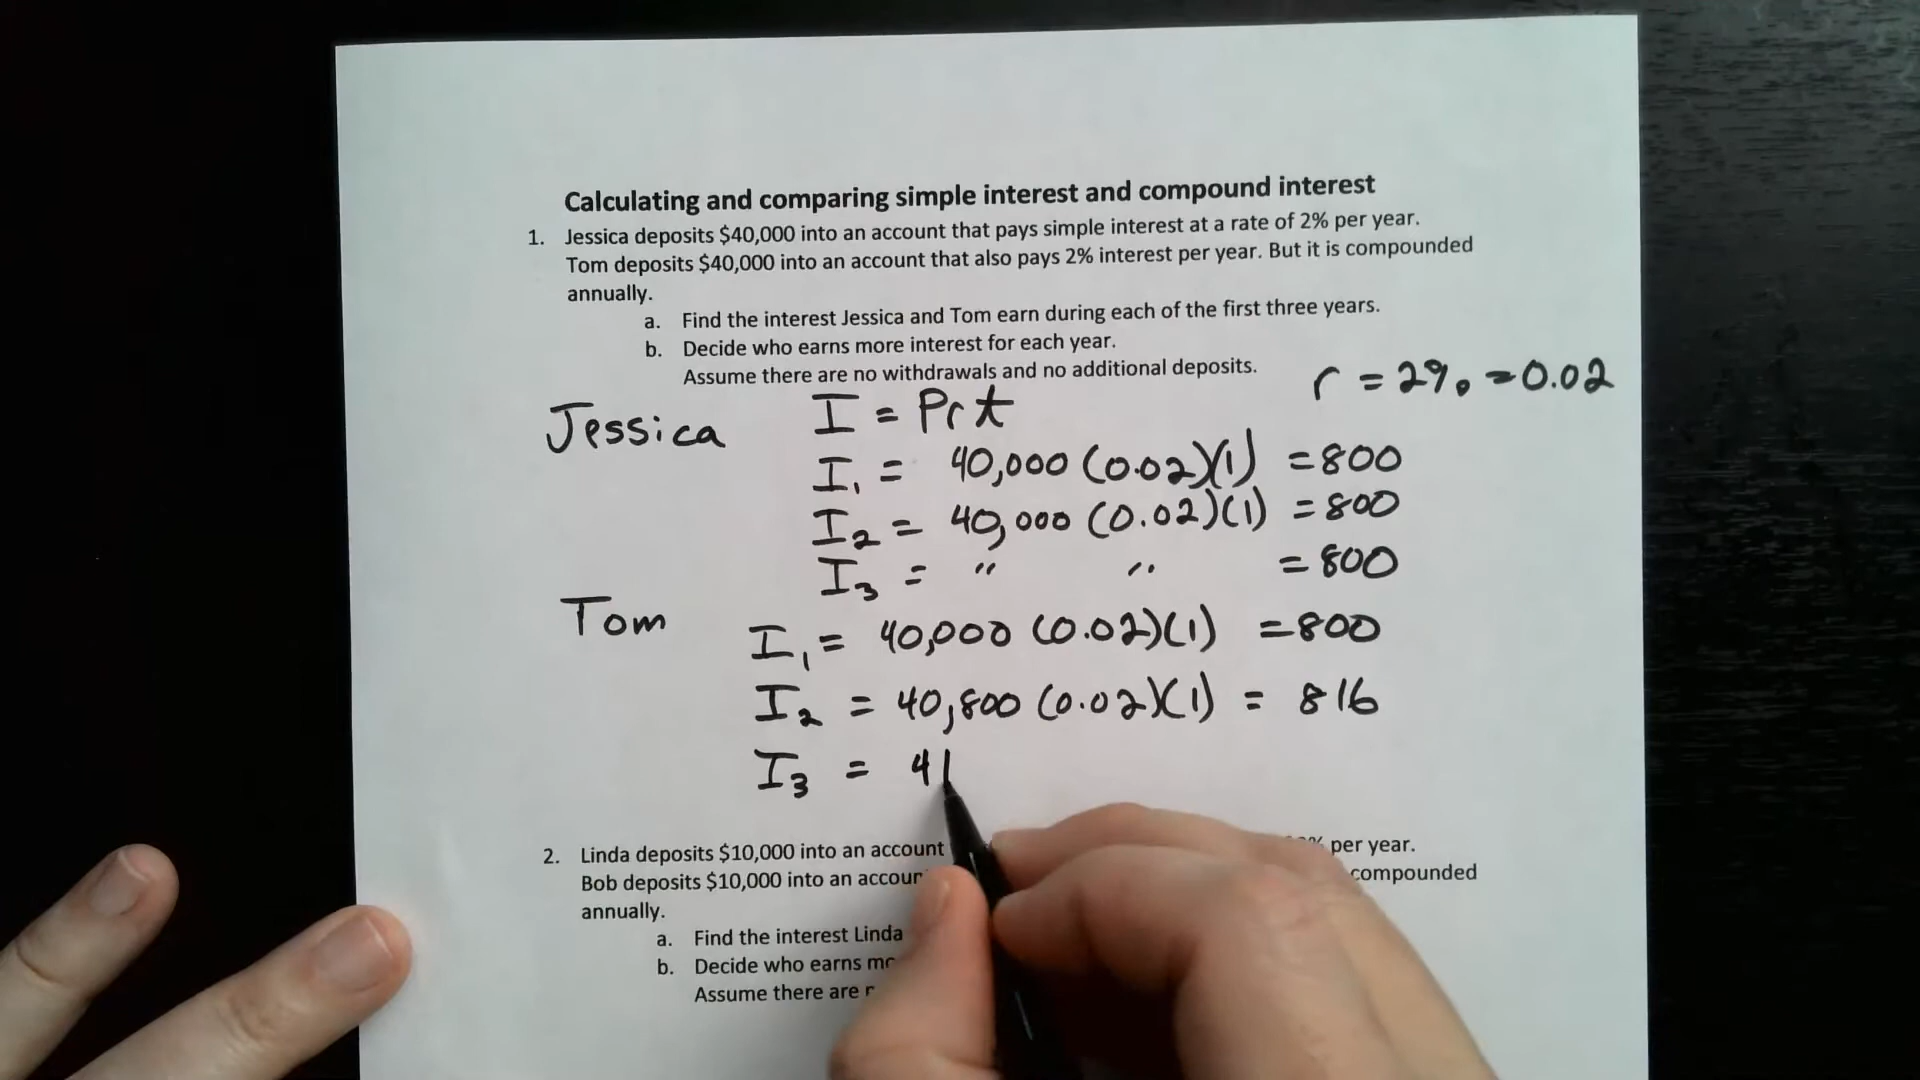 Calculating and comparing simple interest and compound interest
1. Jessica deposits $40,000 into an account that pays simple interest at a rate of 2% per year.
Tom deposits $40,000 into an account that also pays 2% interest per year. But it is compounded
annually.
a. Find the interest Jessica and Tom earn during each of the first three years.
b. Decide who earns more interest for each year.
Assume there are no withdrawals and no additional deposits.
r = 2% = 0.02
Jessica I = Prt
I₁ = 40,000 (0.02)(1) = 800
I₂ = 40,000 (0.02)(1) = 800
I₃ = " " = 800
Tom
I₁ = 40,000 (0.02)(1) = 800
I₂ = 40,800 (0.02)(1) = 816
I₃ = 41
2. Linda deposits $10,000 into an account per year.
Bob deposits $10,000 into an compounded
annually.
a. Find the interest Linda
b. Decide who earns
Assume there are